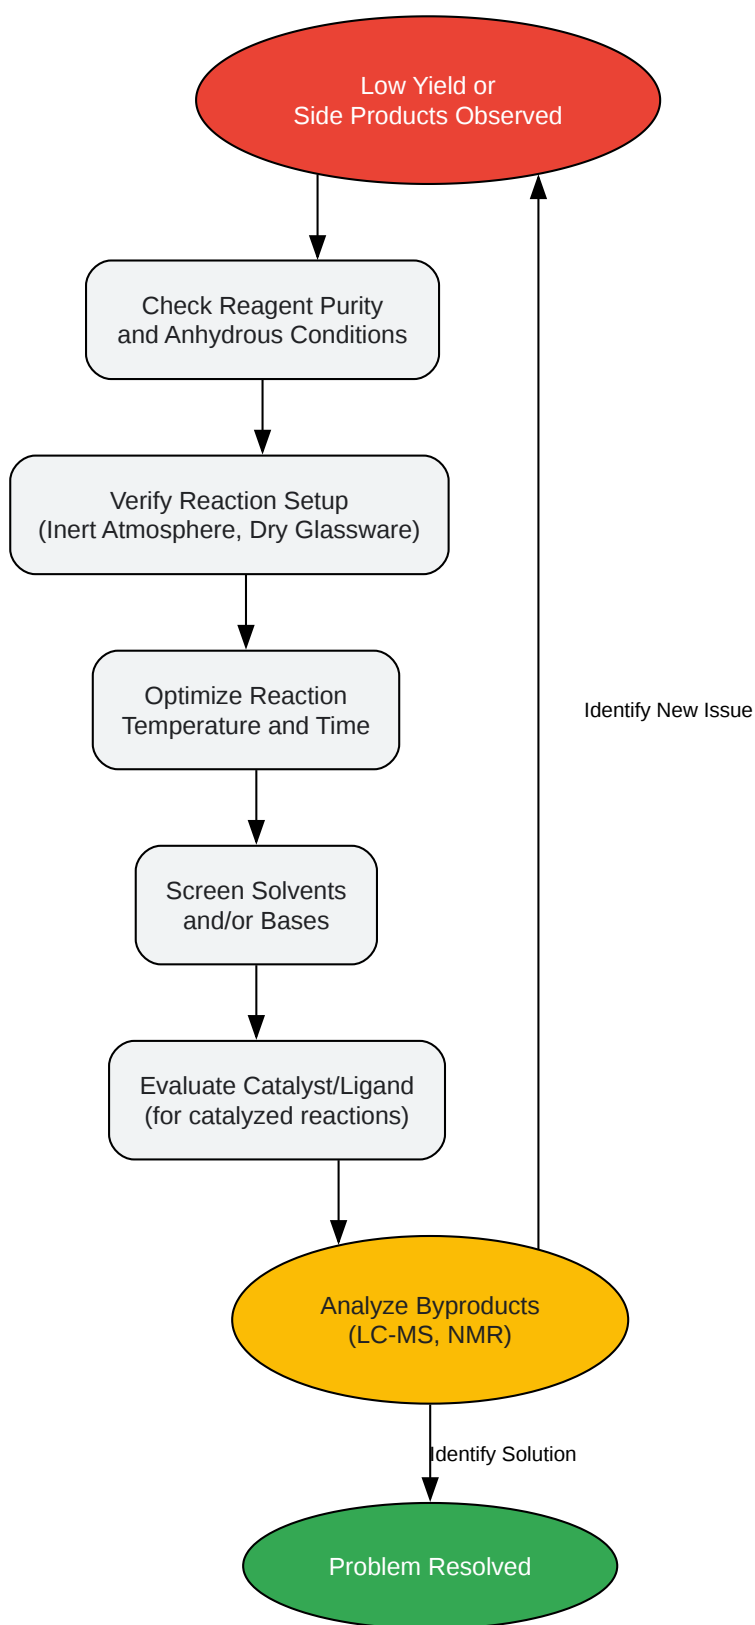 Low Yield or
Side Products Observed
Check Reagent Purity
and Anhydrous Conditions
Verify Reaction Setup
(Inert Atmosphere, Dry Glassware)
Optimize Reaction
Temperature and Time
Identify New Issue
Screen Solvents
and/or Bases
Evaluate Catalyst/Ligand
(for catalyzed reactions)
Analyze Byproducts
(LC-MS, NMR)
Identify Solution
Problem Resolved